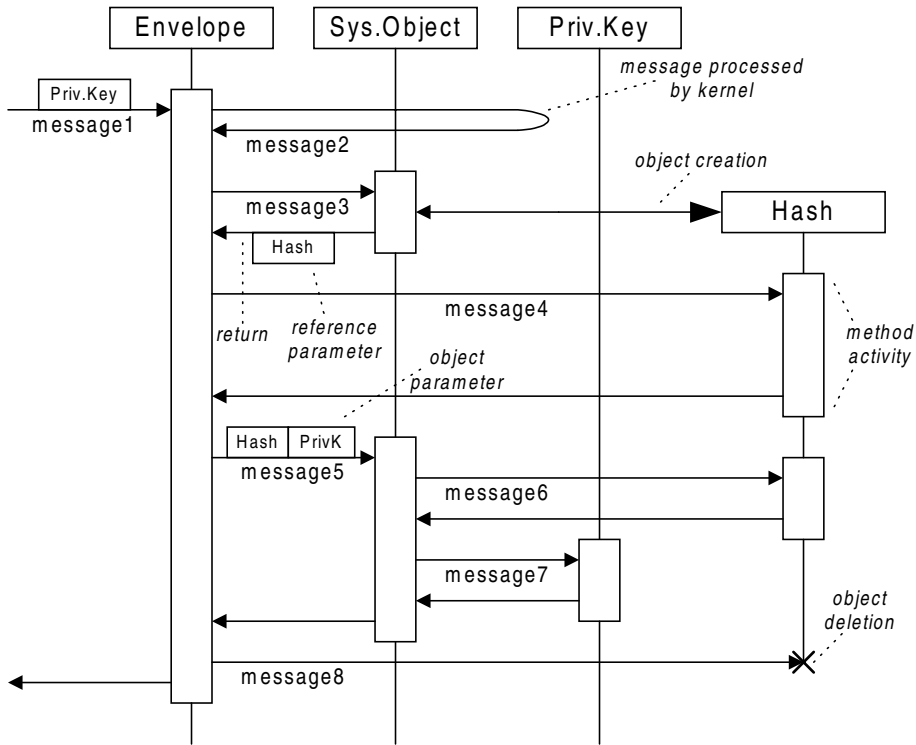 Envelope
Sys.Object
Priv.Key
message processed
by kernel
Priv.Key
message1
message2
object creation
message3
Hash
Hash
message4
return
reference
parameter
method
activity
object
parameter
Hash
PrivK
message5
message6
message7
object
deletion
message8